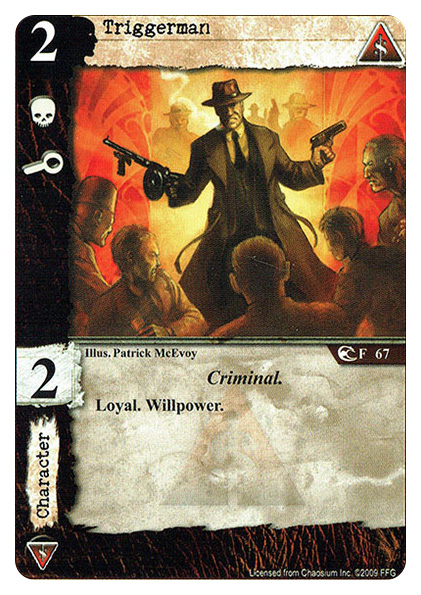 2
Triggerman
Illus. Patrick McEvoy
F 67
2
Criminal.
Loyal. Willpower.
Character
Licensed from Chaosium Inc. ©2009 FFG